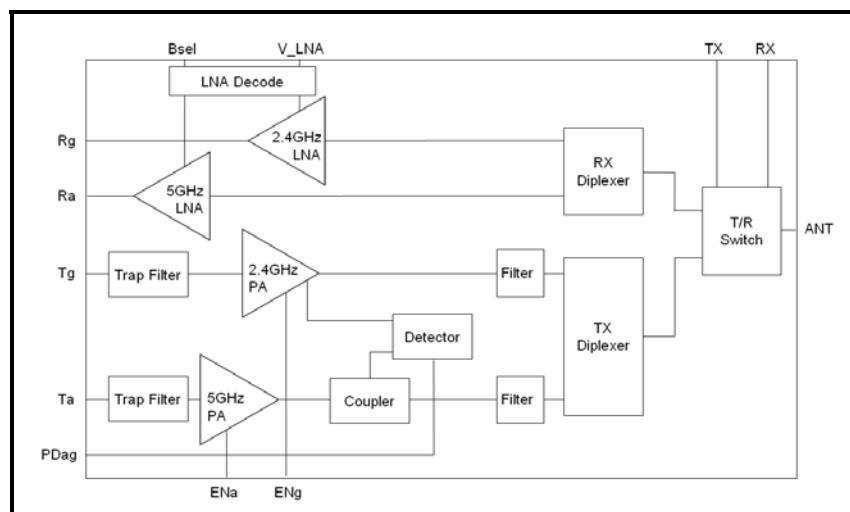 Bsel V_LNA TX RX
LNA Decode
Rg
2.4GHz
LNA
RX
Diplexer
Ra
5GHz
LNA
T/R
Switch
ANT
Tg
Trap Filter
2.4GHz
PA
Filter
TX
Diplexer
Detector
Ta
Trap Filter
5GHz
PA
Coupler
Filter
PDag
ENa ENg